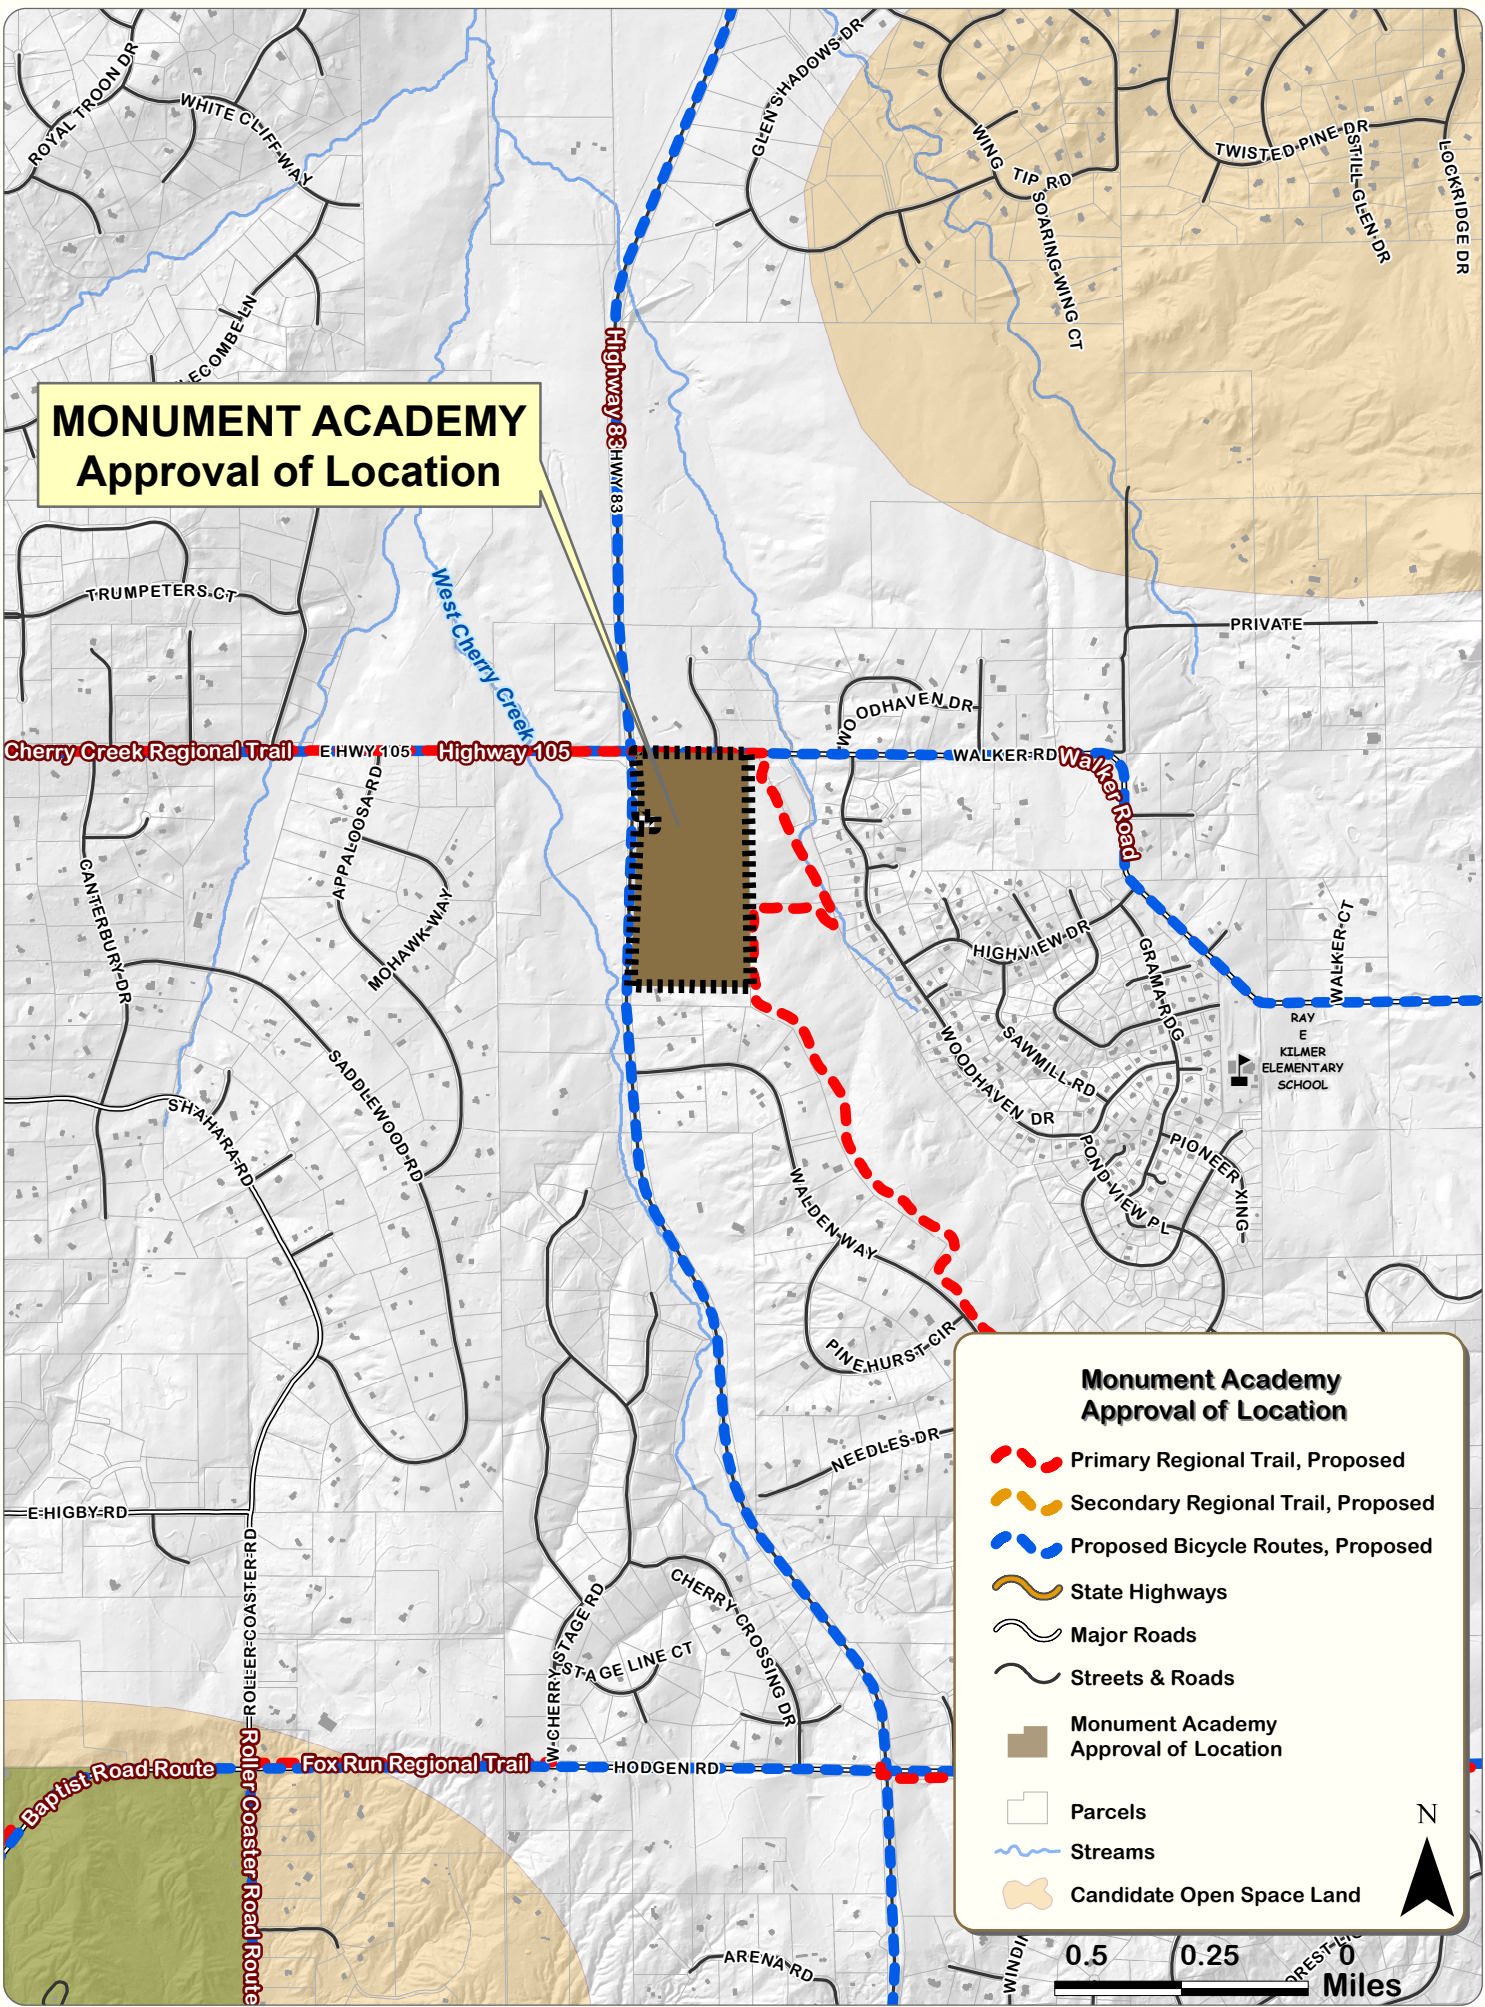 ROYAL TROON DR
WHITE CLIFF WAY
GLEN SHADOWS DR
WING TIP RD
SOARING WING CT
TWISTED PINE DR
STILL GLEN DR
LOCKRIDGE DR
LECOMBE LN
Highway 83
HWY 83
MONUMENT ACADEMY
Approval of Location
TRUMPETERS CT
West Cherry Creek
PRIVATE
WOODHAVEN DR
Cherry Creek Regional Trail
E HWY 105
Highway 105
WALKER RD
Walker Road
APPALOOSA RD
CANTERBURY DR
MOHAWK WAY
HIGHVIEW DR
GRAMA RDG
WALKER CT
RAY
E
KILMER
ELEMENTARY
SCHOOL
SADDLEWOOD RD
SAWMILL RD
WOODHAVEN DR
SHAHARA RD
POND VIEW PL
PIONEER XING
WALDEN WAY
PINEHURST CIR
NEEDLES DR
E HIGBY RD
ROLLER COASTER RD
CHERRY CROSSING DR
W CHERRY STAGE RD
STAGE LINE CT
Baptist Road Route
Fox Run Regional Trail
HODGEN RD
Roller Coaster Road Route
ARENA RD
WINDIN
OREST LIG
Monument Academy
Approval of Location
Primary Regional Trail, Proposed
Secondary Regional Trail, Proposed
Proposed Bicycle Routes, Proposed
State Highways
Major Roads
Streets & Roads
Monument Academy
Approval of Location
Parcels
Streams
Candidate Open Space Land
N
0.5 0.25 0
Miles